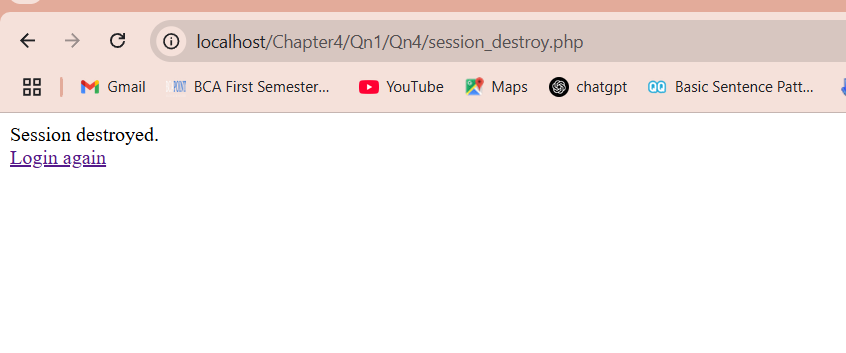 localhost/Chapter4/Qn1/Qn4/session_destroy.php
Gmail BCA First Semester... YouTube Maps chatgpt Basic Sentence Patt...
Session destroyed.
Login again